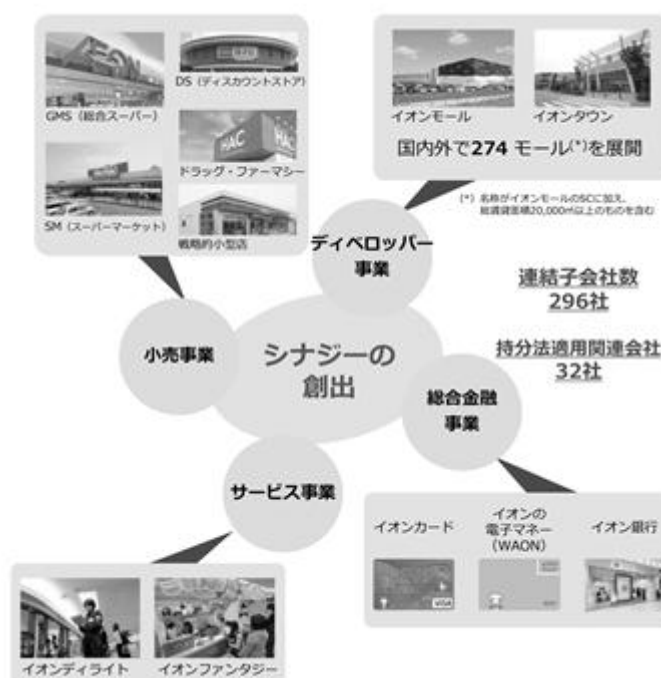 AEON
DS（ディスカウントストア）
GMS（総合スーパー）
HAC
HAC
ドラッグ・ファーマシー
SM（スーパーマーケット）
戦略的小型店
イオンモール
イオンタウン
国内外で274 モール(*)を展開
(*) 名称がイオンモールのSCに加え、
総賃貸面積20,000㎡以上のものを含む
ディベロッパー
事業
連結子会社数
296社
持分法適用関連会社
32社
小売事業
シナジーの
創出
総合金融
事業
サービス事業
イオンカード
イオンの
電子マネー
（WAON）
イオン銀行
VISA
イオンディライト
イオンファンタジー